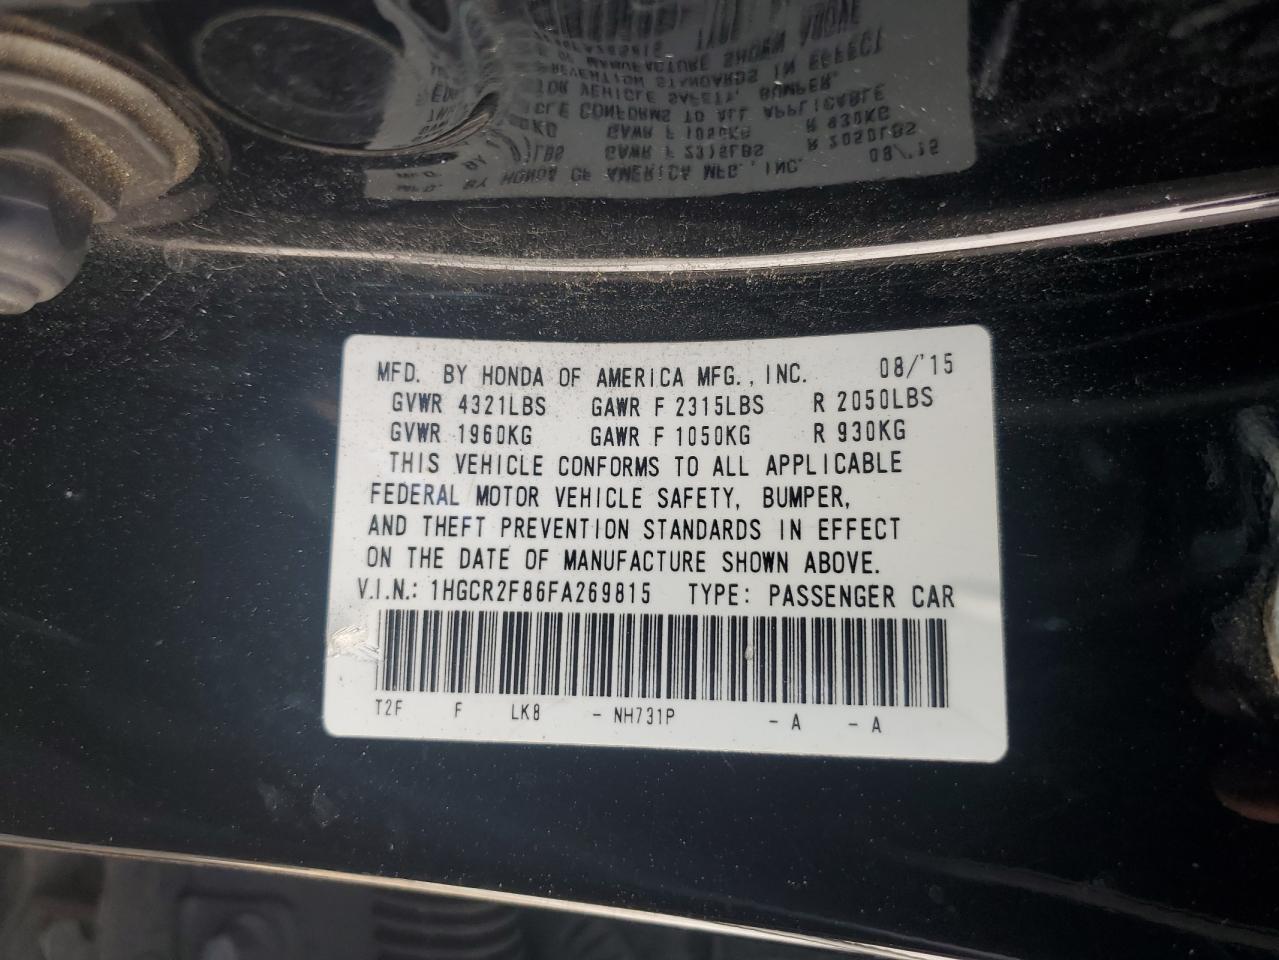 MFD. BY HONDA OF AMERICA MFG., INC. 08/'15
GVWR 4321LBS GAWR F 2315LBS R 2050LBS
GVWR 1960KG GAWR F 1050KG R 930KG
THIS VEHICLE CONFORMS TO ALL APPLICABLE
FEDERAL MOTOR VEHICLE SAFETY, BUMPER,
AND THEFT PREVENTION STANDARDS IN EFFECT
ON THE DATE OF MANUFACTURE SHOWN ABOVE.
V.I.N.: 1HGCR2F86FA269815 TYPE: PASSENGER CAR
T2F F LK8 - NH731P - A - A